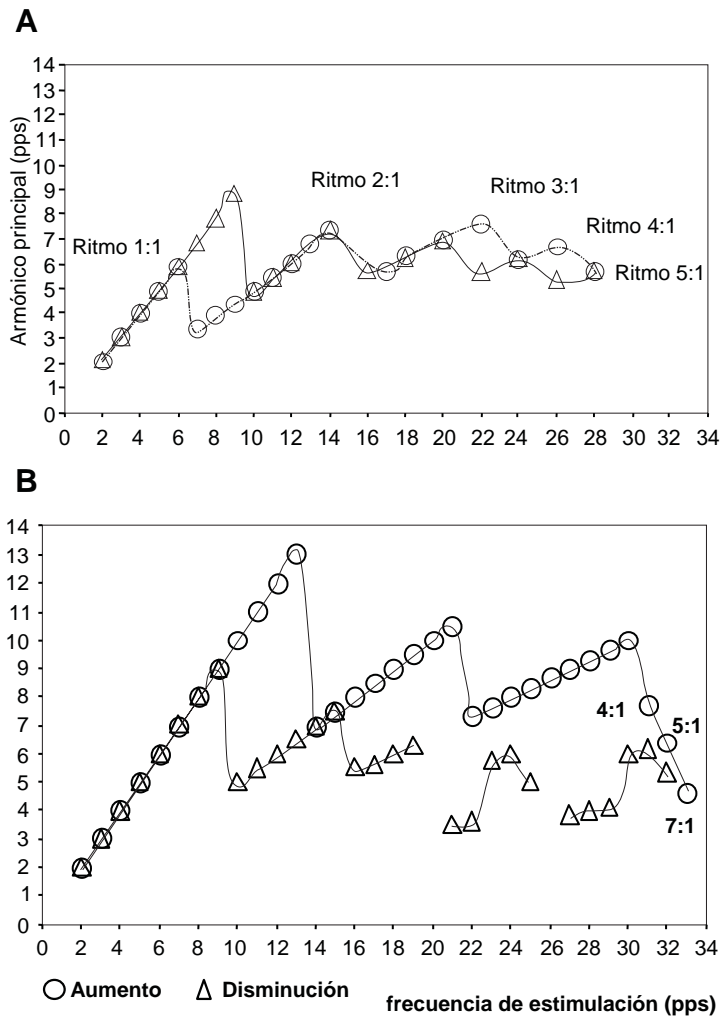 A
Armónico principal (pps)
14
13
12
11
10
9
8
7
6
5
4
3
2
1
0
Ritmo 1:1
Ritmo 2:1
Ritmo 3:1
Ritmo 4:1
Ritmo 5:1
0 2 4 6 8 10 12 14 16 18 20 22 24 26 28 30 32 34
B
14
13
12
11
10
9
8
7
6
5
4
3
2
1
0
4:1
5:1
7:1
0 2 4 6 8 10 12 14 16 18 20 22 24 26 28 30 32 34
Aumento Disminución
frecuencia de estimulación (pps)